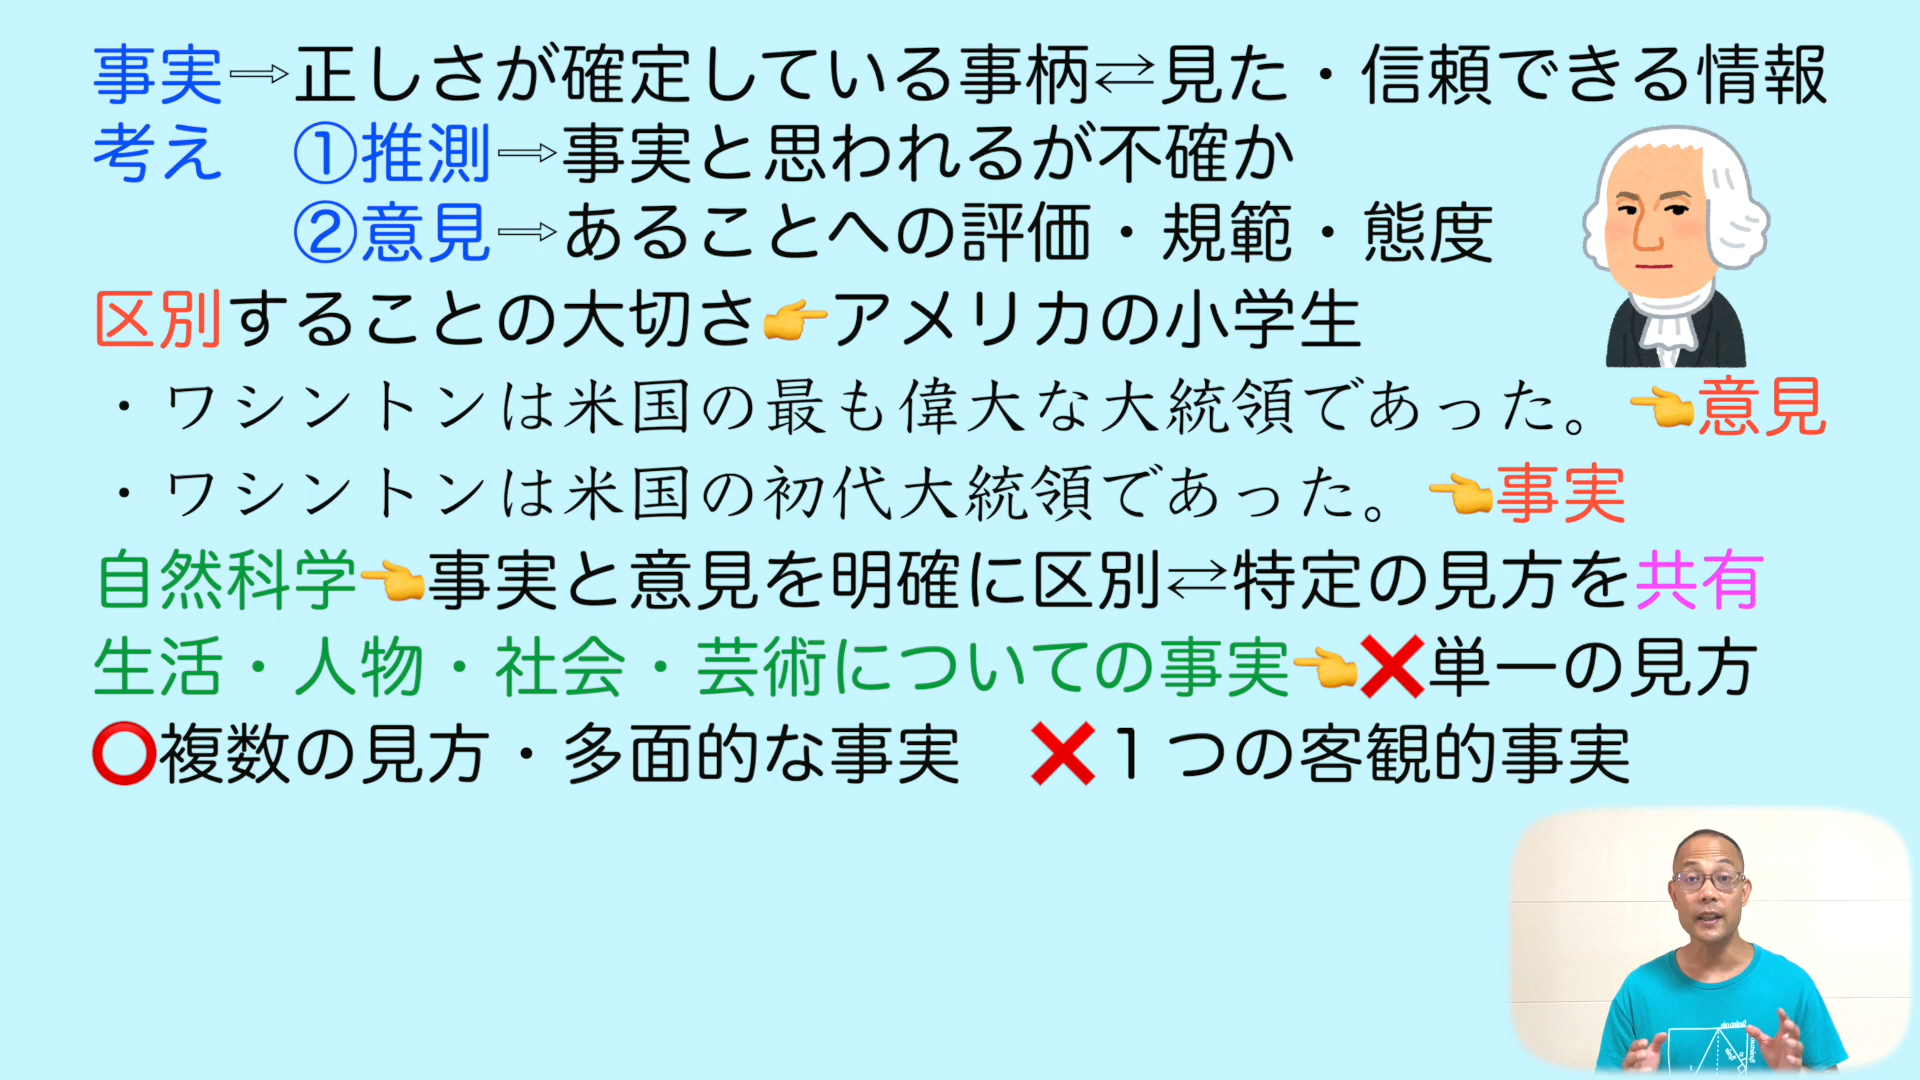 事実⇨正しさが確定している事柄⇄見た・信頼できる情報
考え　①推測⇨事実と思われるが不確か
②意見⇨あることへの評価・規範・態度
区別することの大切さ👉アメリカの小学生
・ワシントンは米国の最も偉大な大統領であった。👈意見
・ワシントンは米国の初代大統領であった。👈事実
自然科学👈事実と意見を明確に区別⇄特定の見方を共有
生活・人物・社会・芸術についての事実👈❌単一の見方
⭕複数の見方・多面的な事実　❌１つの客観的事実